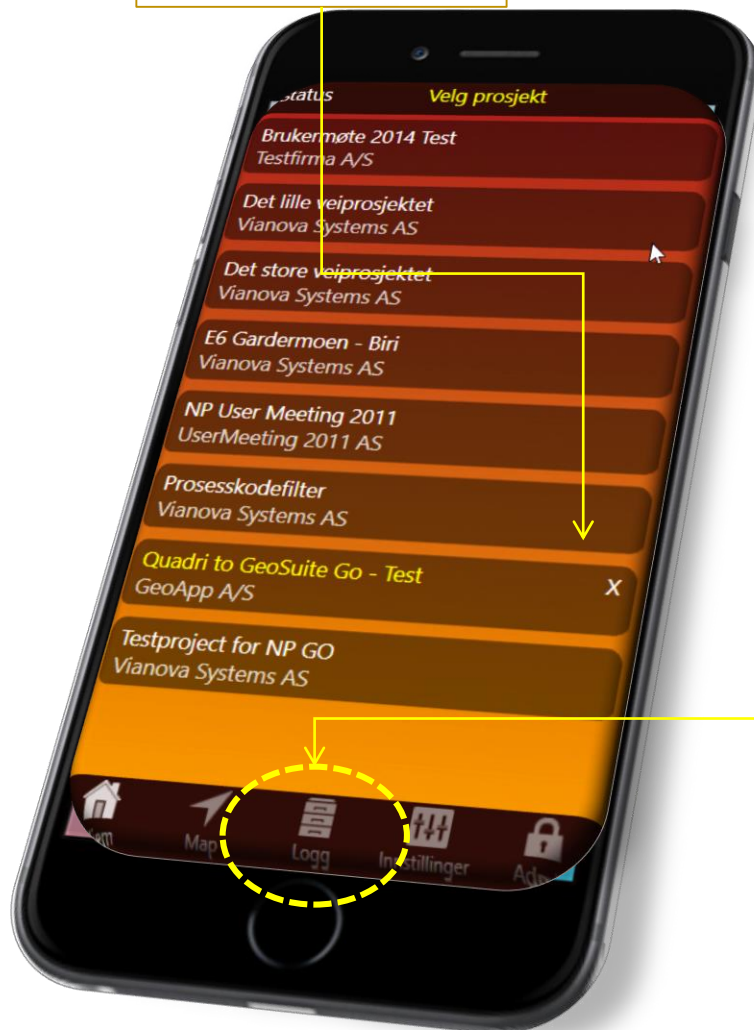 Status Velg prosjekt
Brukermøte 2014 Test
Testfirma A/S
Det lille veiprosjektet
Vianova Systems AS
Det store veiprosjektet
Vianova Systems AS
E6 Gardermoen - Biri
Vianova Systems AS
NP User Meeting 2011
UserMeeting 2011 AS
Prosesskodefilter
Vianova Systems AS
Quadri to GeoSuite Go - Test
X
GeoApp A/S
Testproject for NP GO
Vianova Systems AS
Map
Logg
Innstillinger